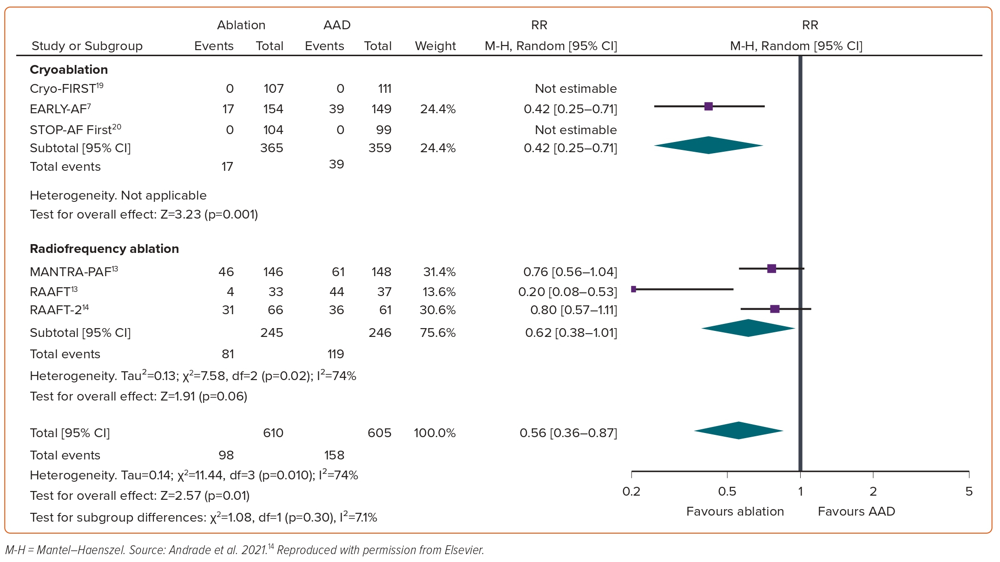 Ablation AAD RR RR
Study or Subgroup Events Total Events Total Weight M-H, Random [95% CI] M-H, Random [95% CI]
Cryoablation
Cryo-FIRST¹⁹ 0 107 0 111 Not estimable
EARLY-AF⁷ 17 154 39 149 24.4% 0.42 [0.25–0.71]
STOP-AF First²⁰ 0 104 0 99 Not estimable
Subtotal [95% CI] 365 359 24.4% 0.42 [0.25–0.71]
Total events 17 39
Heterogeneity. Not applicable
Test for overall effect: Z=3.23 (p=0.001)
Radiofrequency ablation
MANTRA-PAF¹³ 46 146 61 148 31.4% 0.76 [0.56–1.04]
RAAFT¹³ 4 33 44 37 13.6% 0.20 [0.08–0.53]
RAAFT-2¹⁴ 31 66 36 61 30.6% 0.80 [0.57–1.11]
Subtotal [95% CI] 245 246 75.6% 0.62 [0.38–1.01]
Total events 81 119
Heterogeneity. Tau²=0.13; χ²=7.58, df=2 (p=0.02); I²=74%
Test for overall effect: Z=1.91 (p=0.06)
Total [95% CI] 610 605 100.0% 0.56 [0.36–0.87]
Total events 98 158
Heterogeneity. Tau=0.14; χ²=11.44, df=3 (p=0.010); I²=74%
Test for overall effect: Z=2.57 (p=0.01)
Test for subgroup differences: χ²=1.08, df=1 (p=0.30), I²=7.1%
0.2 0.5 1 2 5
Favours ablation Favours AAD
M-H = Mantel–Haenszel. Source: Andrade et al. 2021.¹⁴ Reproduced with permission from Elsevier.